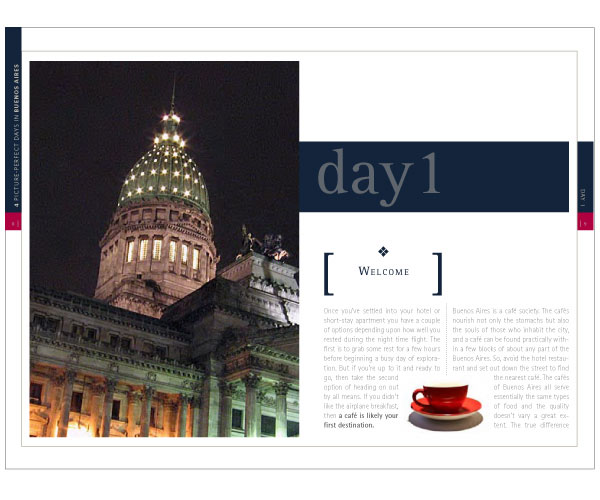 4 PICTURE-PERFECT DAYS IN BUENOS AIRES
day 1
DAY 1
WELCOME
Once you've settled into your hotel or
short-stay apartment you have a couple
of options depending upon how well you
rested during the night time flight. The
first is to grab some rest for a few hours
before beginning a busy day of explora-
tion. But if you're up to it and ready to
go, then take the second
option of heading on out
by all means. If you didn't
like the airplane breakfast,
then a café is likely your
first destination.
Buenos Aires is a café society. The cafés
nourish not only the stomachs but also
the souls of those who inhabit the city,
and a café can be found practically with-
in a few blocks of about any part of the
Buenos Aires. So, avoid the hotel restau-
rant and set out down the street to find
the nearest café. The cafés
of Buenos Aires all serve
essentially the same types
of food and the quality
doesn't vary a great ex-
tent. The true difference